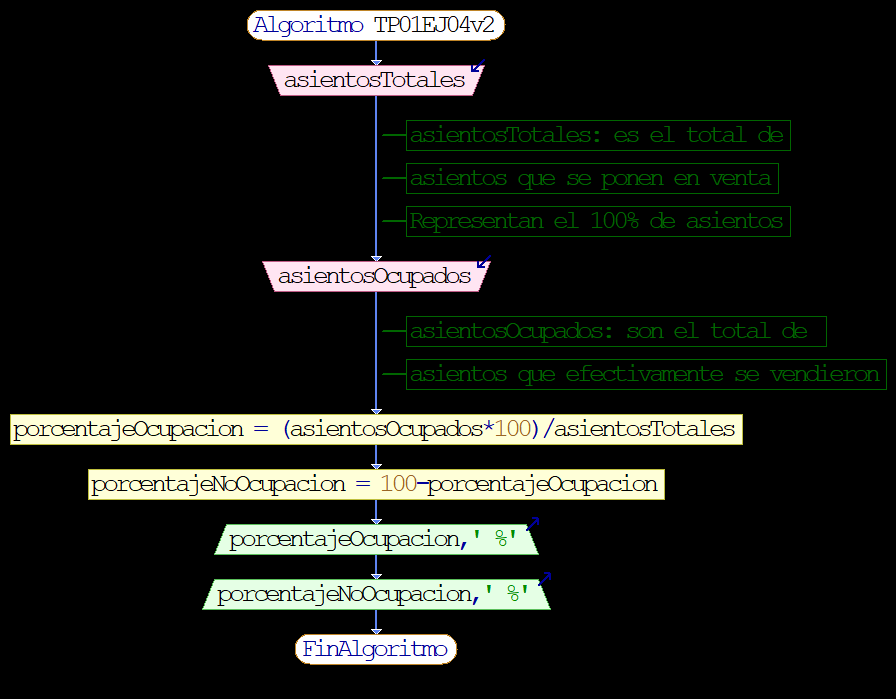 Algoritmo TP01EJ04v2
asientosTotales
asientosTotales: es el total de
asientos que se ponen en venta
Representan el 100% de asientos
asientosOcupados
asientosOcupados: son el total de
asientos que efectivamente se vendieron
porcentajeOcupacion = (asientosOcupados*100)/asientosTotales
porcentajeNoOcupacion = 100-porcentajeOcupacion
porcentajeOcupacion,' %'
porcentajeNoOcupacion,' %'
FinAlgoritmo